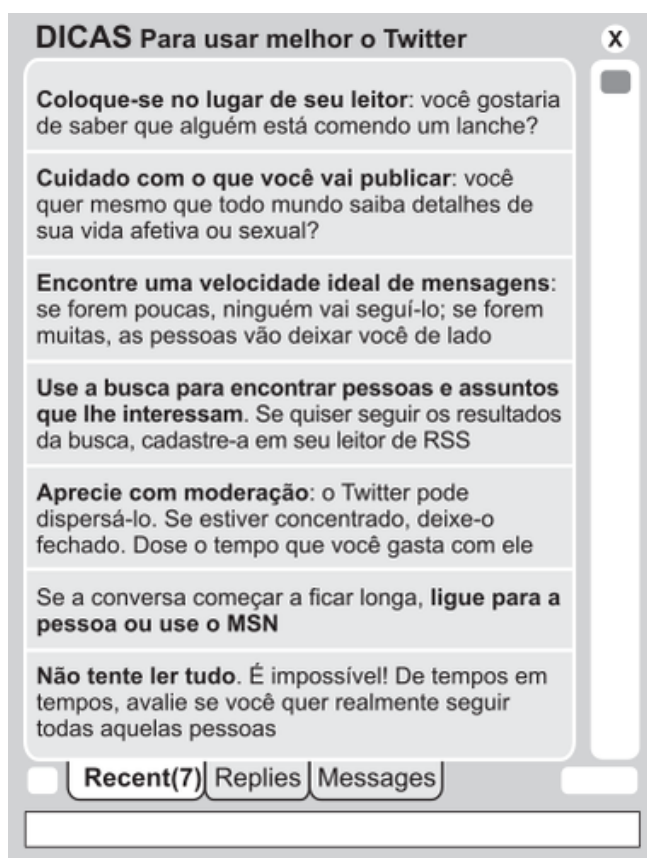 DICAS Para usar melhor o Twitter X
Coloque-se no lugar de seu leitor: você gostaria
de saber que alguém está comendo um lanche?
Cuidado com o que você vai publicar: você
quer mesmo que todo mundo saiba detalhes de
sua vida afetiva ou sexual?
Encontre uma velocidade ideal de mensagens:
se forem poucas, ninguém vai seguí-lo; se forem
muitas, as pessoas vão deixar você de lado
Use a busca para encontrar pessoas e assuntos
que lhe interessam. Se quiser seguir os resultados
da busca, cadastre-a em seu leitor de RSS
Aprecie com moderação: o Twitter pode
dispersá-lo. Se estiver concentrado, deixe-o
fechado. Dose o tempo que você gasta com ele
Se a conversa começar a ficar longa, ligue para a
pessoa ou use o MSN
Não tente ler tudo. É impossível! De tempos em
tempos, avalie se você quer realmente seguir
todas aquelas pessoas
Recent(7) Replies Messages